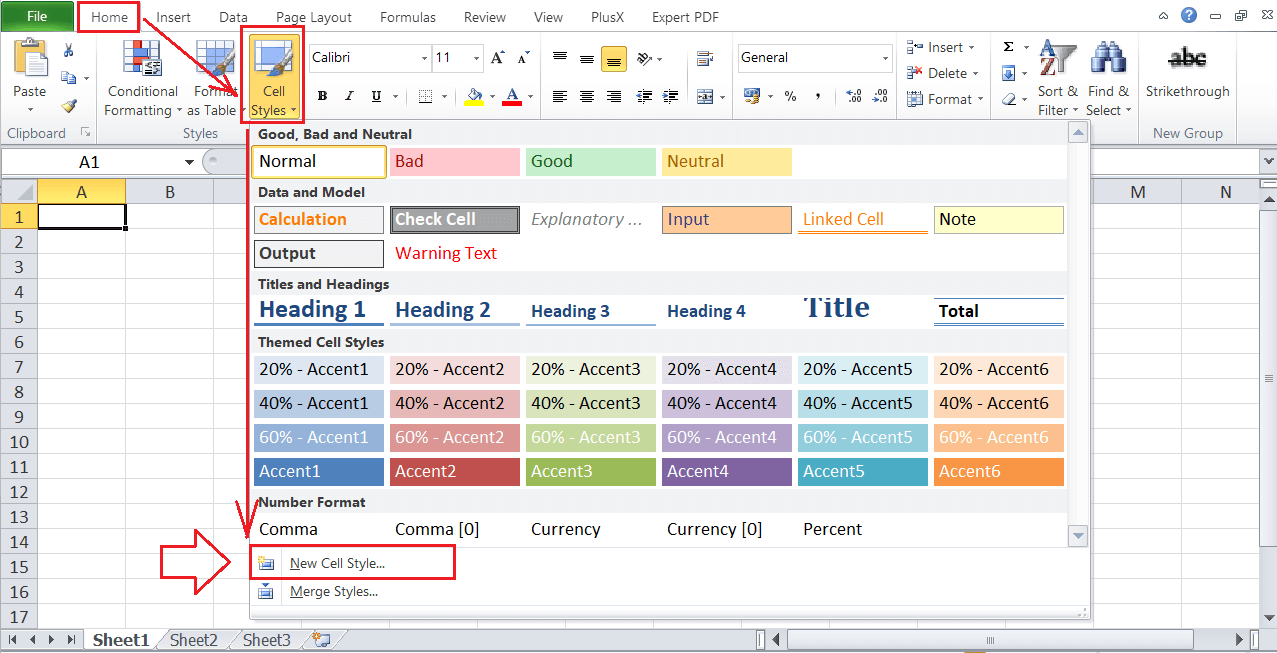 File Home Insert Data Page Layout Formulas Review View PlusX Expert PDF
Paste
Clipboard
Conditional Formatting
Format as Table
Cell Styles
Styles
Calibri 11
B I U A
General
% ,
Insert
Delete
Format
Σ
Sort & Filter
Find & Select
abc
Strikethrough
New Group
A1
A B M N
1
2
3
4
5
6
7
8
9
10
11
12
13
14
15
16
17
Good, Bad and Neutral
Normal Bad Good Neutral
Data and Model
Calculation Check Cell Explanatory ... Input Linked Cell Note
Output Warning Text
Titles and Headings
Heading 1 Heading 2 Heading 3 Heading 4 Title Total
Themed Cell Styles
20% - Accent1 20% - Accent2 20% - Accent3 20% - Accent4 20% - Accent5 20% - Accent6
40% - Accent1 40% - Accent2 40% - Accent3 40% - Accent4 40% - Accent5 40% - Accent6
60% - Accent1 60% - Accent2 60% - Accent3 60% - Accent4 60% - Accent5 60% - Accent6
Accent1 Accent2 Accent3 Accent4 Accent5 Accent6
Number Format
Comma Comma [0] Currency Currency [0] Percent
New Cell Style...
Merge Styles...
Sheet1 Sheet2 Sheet3